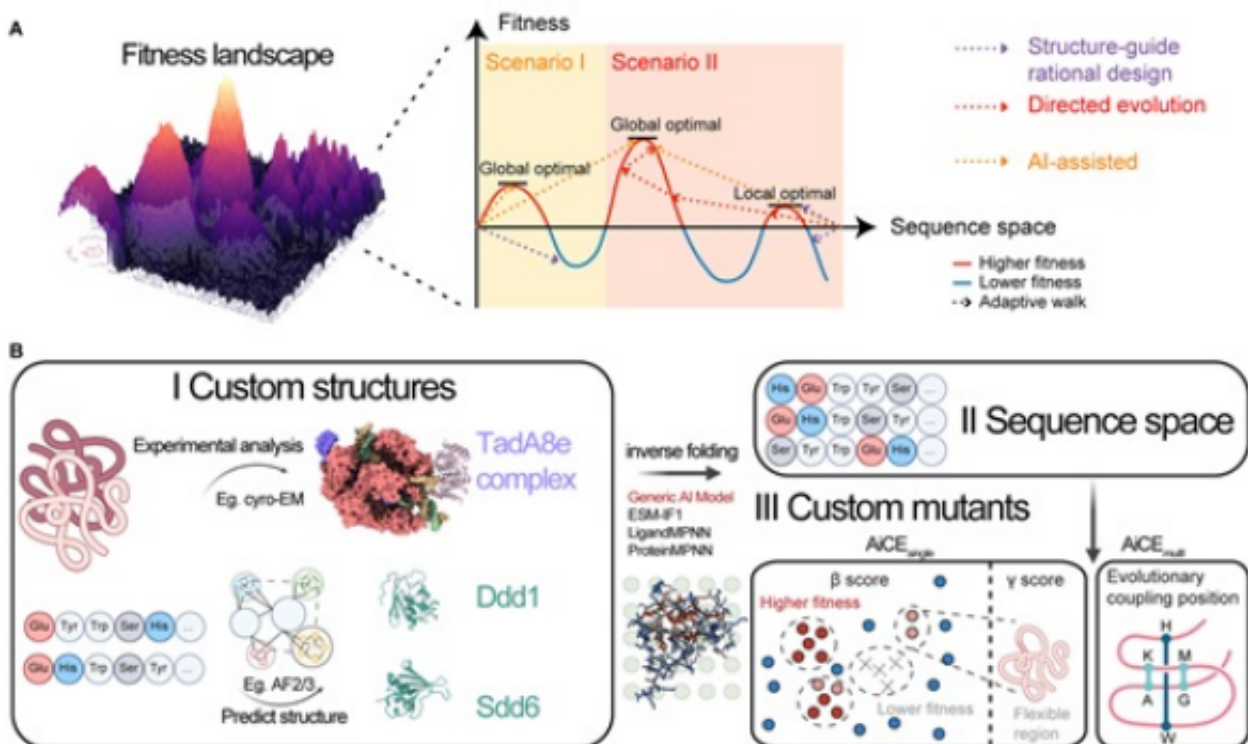 A
Fitness landscape
Fitness
Scenario I
Scenario II
Global optimal
Global optimal
Local optimal
Sequence space
Structure-guide
rational design
Directed evolution
AI-assisted
Higher fitness
Lower fitness
Adaptive walk
B
I Custom structures
Experimental analysis
Eg. cyro-EM
TadA8e
complex
Glu Tyr Trp Ser His ...
Glu His Trp Ser Tyr ...
Eg. AF2/3
Predict structure
Ddd1
Sdd6
inverse folding
Generic AI Model
ESM-IF1
LigandMPNN
ProteinMPNN
His Glu Trp Tyr Ser ...
Glu His Trp Ser Tyr ...
Ser Tyr Trp Glu His ...
II Sequence space
III Custom mutants
AiCE single
β score
γ score
Higher fitness
Lower fitness
Flexible
region
AiCE multi
Evolutionary
coupling position
H
K M
A G
W